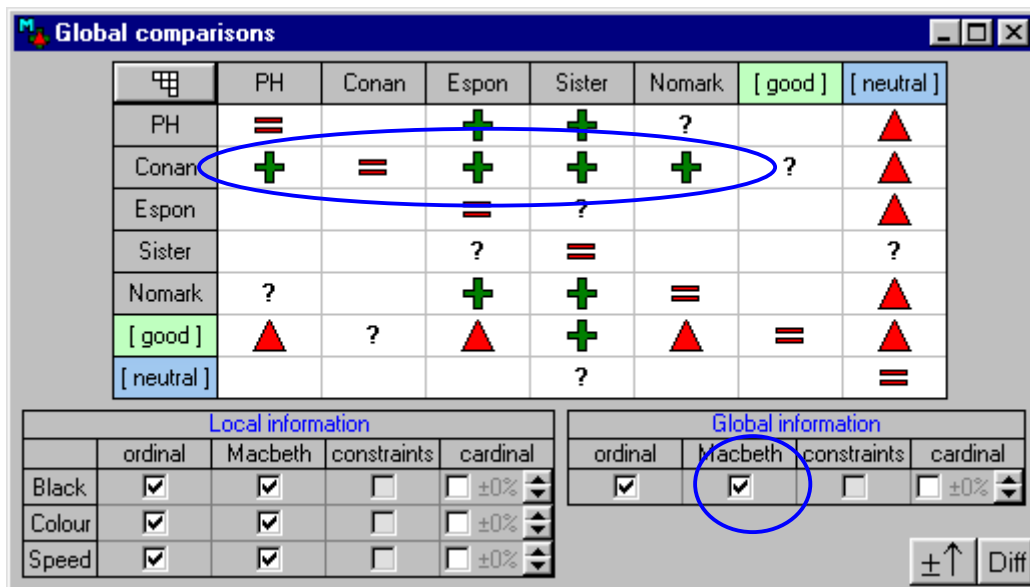 M Global comparisons
PH Conan Espon Sister Nomark [ good ] [ neutral ]
PH = + + ?
Conan + = + + + ?
Espon = ?
Sister ? = ?
Nomark ? + + =
[ good ] ? + =
[ neutral ] ? =
Local information
ordinal Macbeth constraints cardinal
Black ±0%
Colour ±0%
Speed ±0%
Global information
ordinal Macbeth constraints cardinal
±0%
±↑ Diff